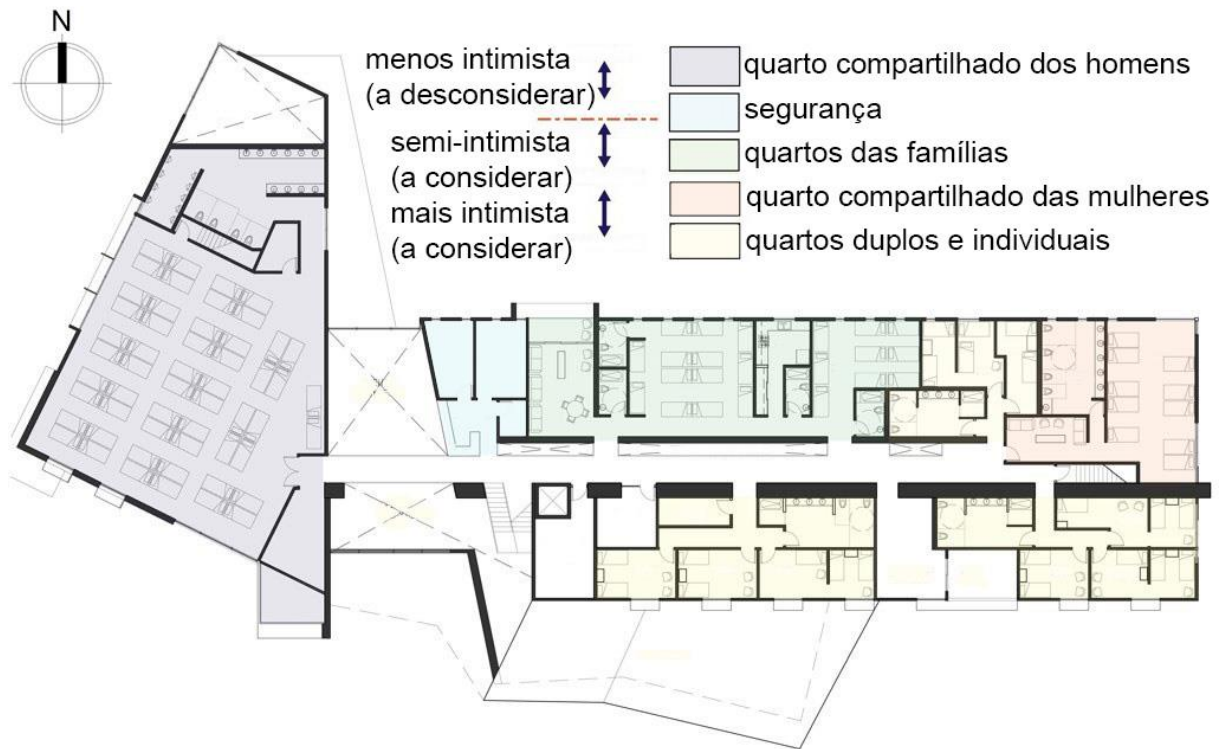 N
menos intimista
(a desconsiderar)
semi-intimista
(a considerar)
mais intimista
(a considerar)
quarto compartilhado dos homens
segurança
quartos das famílias
quarto compartilhado das mulheres
quartos duplos e individuais